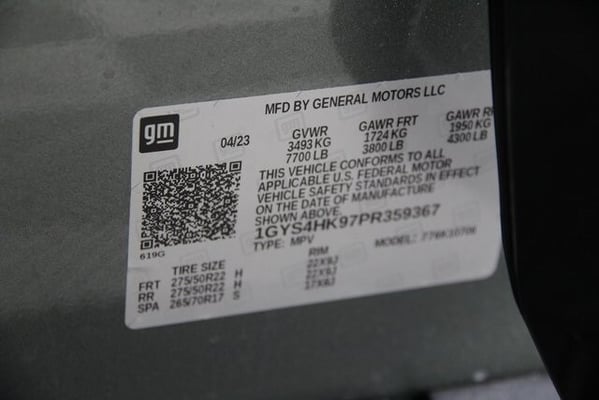 MFD BY GENERAL MOTORS LLC
gm
04/23
GVWR GAWR FRT GAWR
3493 KG 1724 KG 1950 KG
7700 LB 3800 LB 4300 LB
THIS VEHICLE CONFORMS TO ALL
APPLICABLE U.S. FEDERAL MOTOR
VEHICLE SAFETY STANDARDS IN EFFECT
ON THE DATE OF MANUFACTURE
SHOWN ABOVE.
1GYS4HK97PR359367
TYPE: MPV MODEL:
619G
TIRE SIZE RIM
FRT 275/50R22 H 22X9J
RR 275/50R22 H 22X9J
SPA 265/70R17 S 17X8J